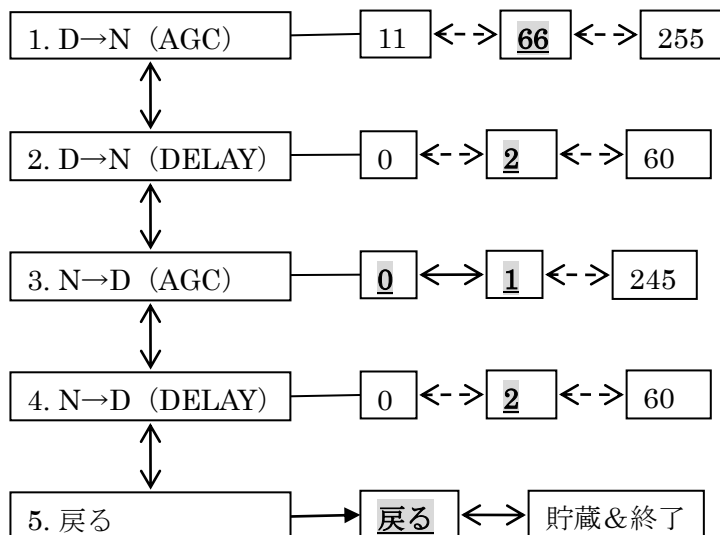 1. D→N（AGC） 11 66 255
2. D→N（DELAY） 0 2 60
3. N→D（AGC） 0 1 245
4. N→D（DELAY） 0 2 60
5. 戻る 戻る 貯蔵＆終了